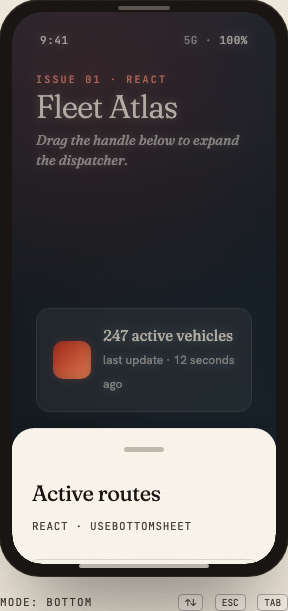 9:41
5G · 100%
ISSUE 01 · REACT
Fleet Atlas
Drag the handle below to expand
the dispatcher.
247 active vehicles
last update · 12 seconds
ago
Active routes
REACT · USEBOTTOMSHEET
MODE: BOTTOM
↑↓ ESC TAB